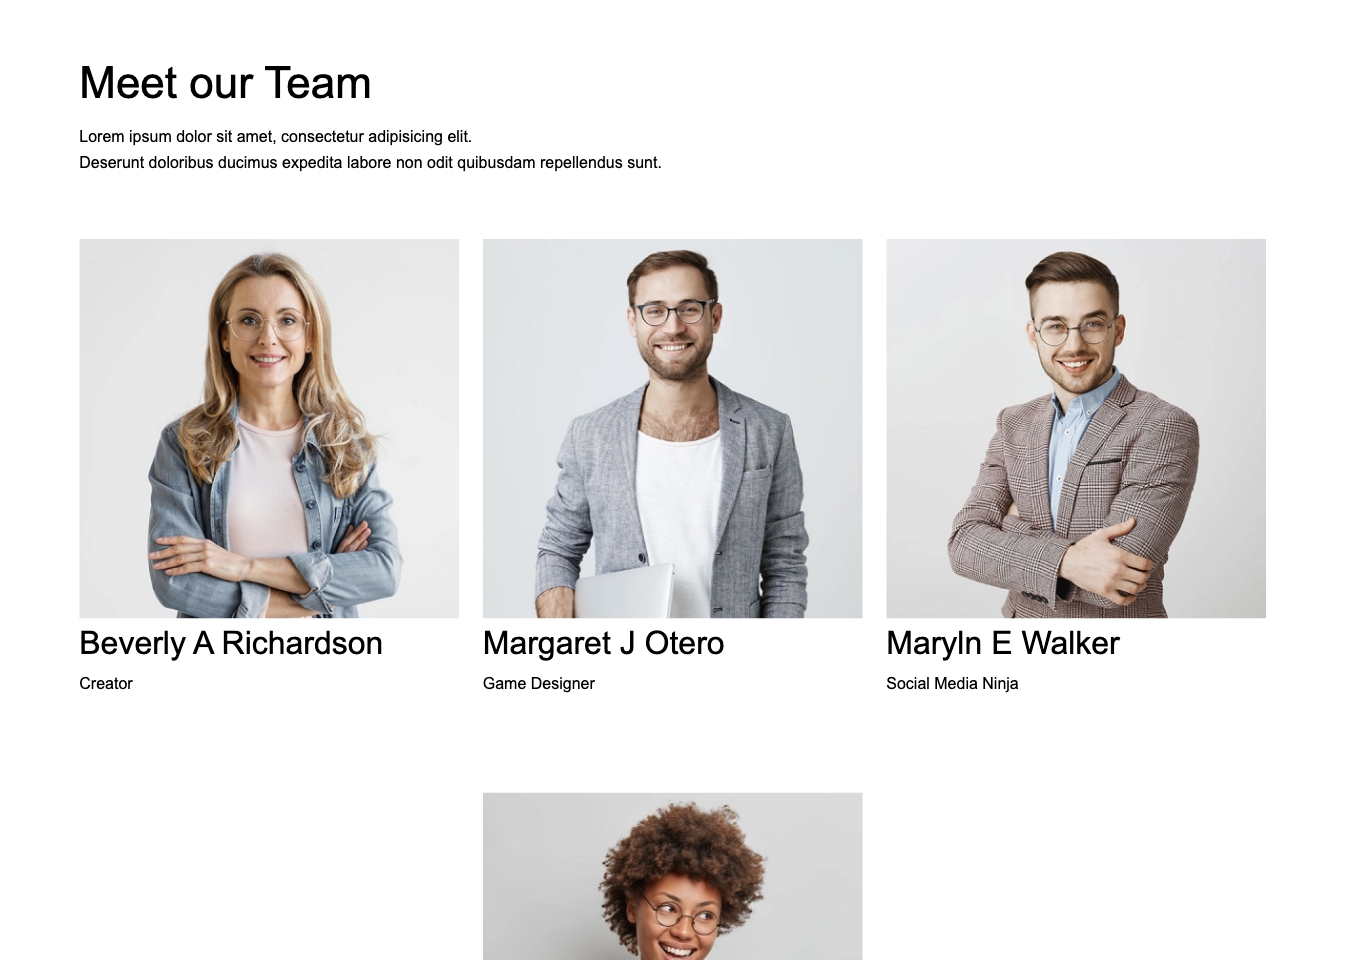 Meet our Team
Lorem ipsum dolor sit amet, consectetur adipisicing elit.
Deserunt doloribus ducimus expedita labore non odit quibusdam repellendus sunt.
Beverly A Richardson
Creator
Margaret J Otero
Game Designer
Maryln E Walker
Social Media Ninja